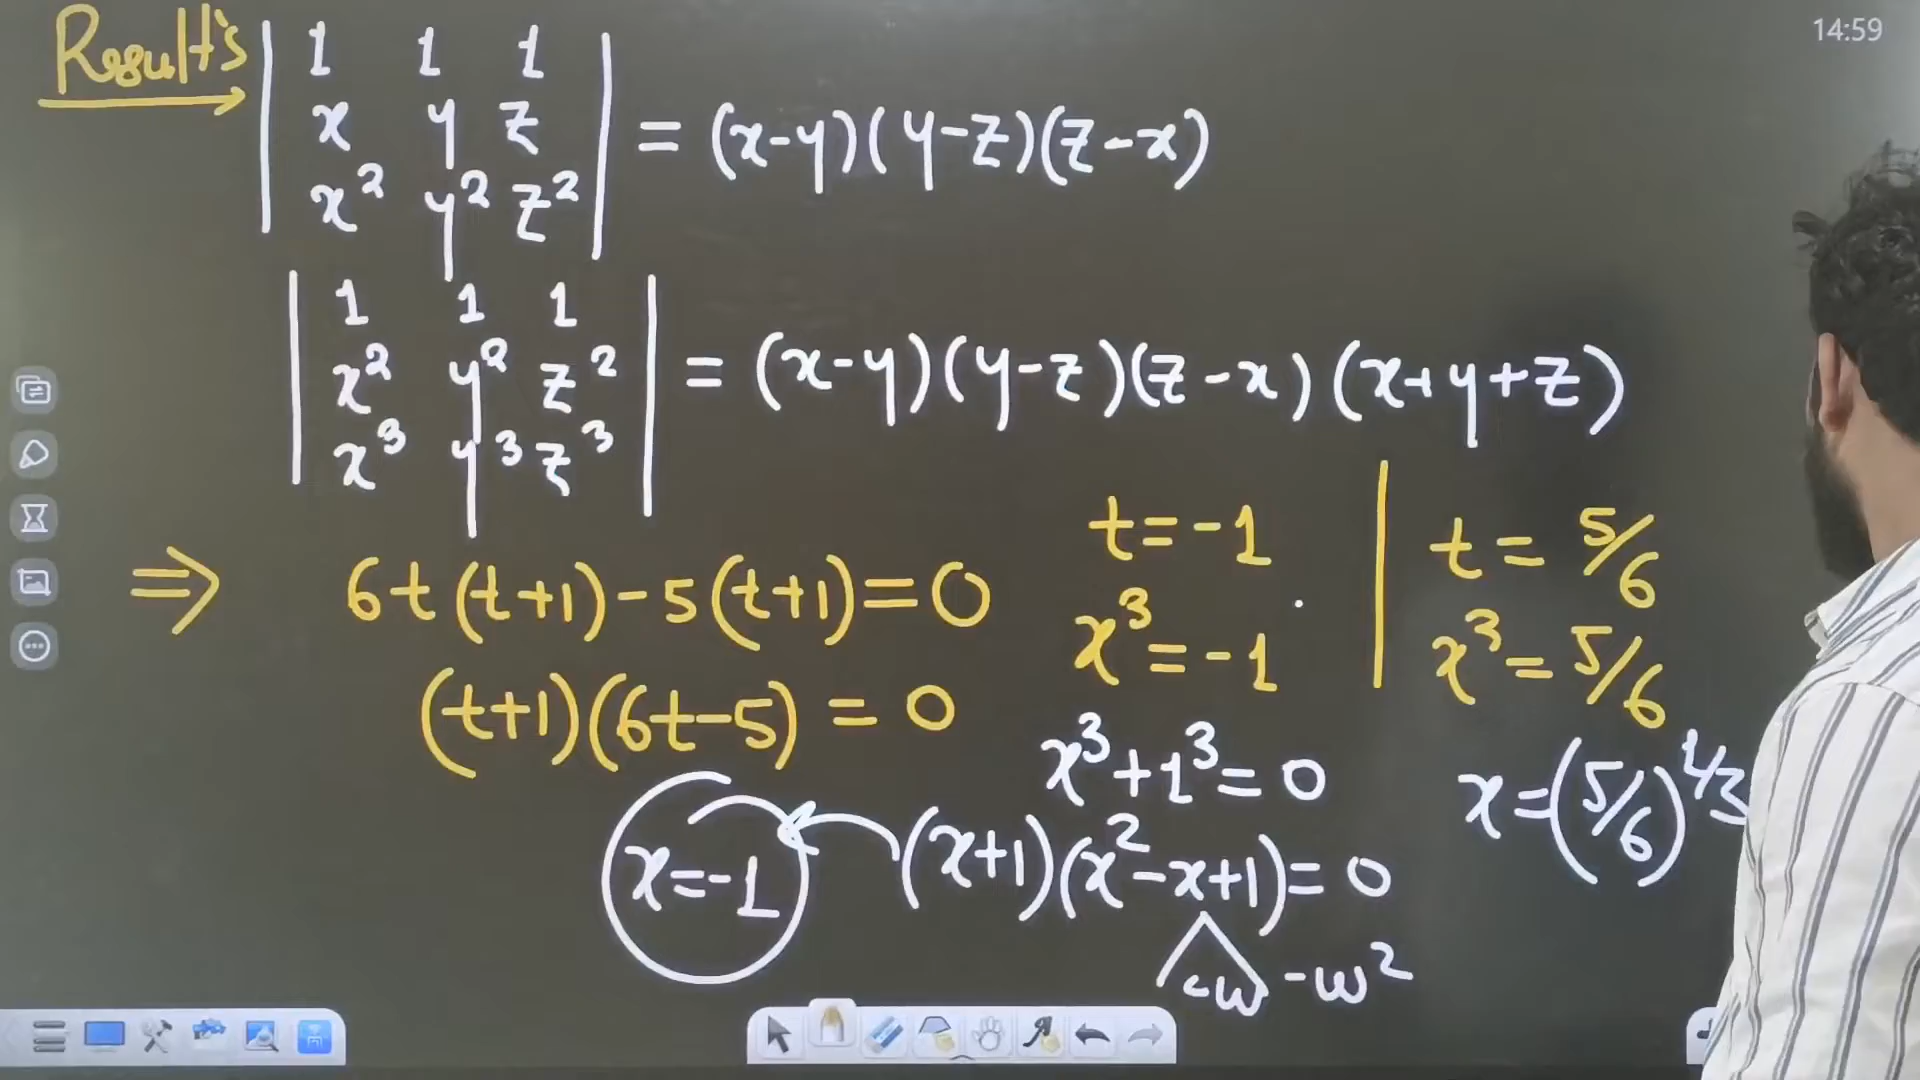 14:59
Result's
| 1 1 1 |
| x y z | = (x-y)(y-z)(z-x)
| x² y² z² |
| 1 1 1 |
| x² y² z² | = (x-y)(y-z)(z-x)(x+y+z)
| x³ y³ z³ |
⇒ 6t(t+1)-5(t+1)=0
(t+1)(6t-5) = 0
t=-1
x³=-1
x³+1³=0
(x+1)(x²-x+1)=0
x=-1
-w -w²
t = 5/6
x³ = 5/6
x=(5/6)^1/3